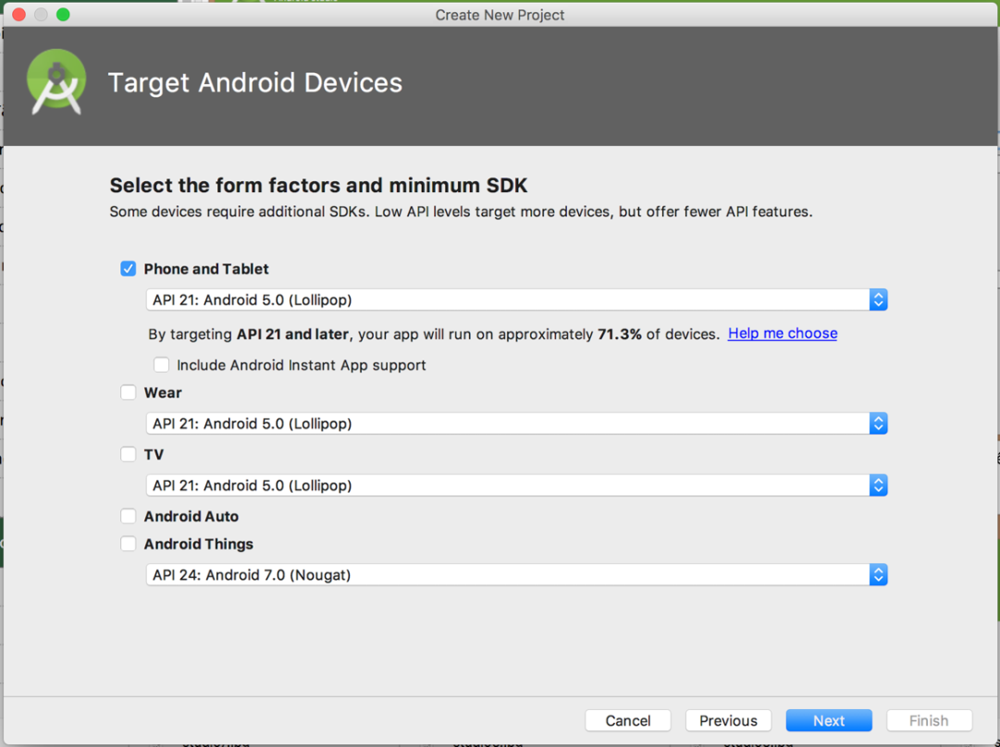 Create New Project
Target Android Devices
Select the form factors and minimum SDK
Some devices require additional SDKs. Low API levels target more devices, but offer fewer API features.
Phone and Tablet
API 21: Android 5.0 (Lollipop)
By targeting API 21 and later, your app will run on approximately 71.3% of devices. Help me choose
Include Android Instant App support
Wear
API 21: Android 5.0 (Lollipop)
TV
API 21: Android 5.0 (Lollipop)
Android Auto
Android Things
API 24: Android 7.0 (Nougat)
Cancel Previous Next Finish